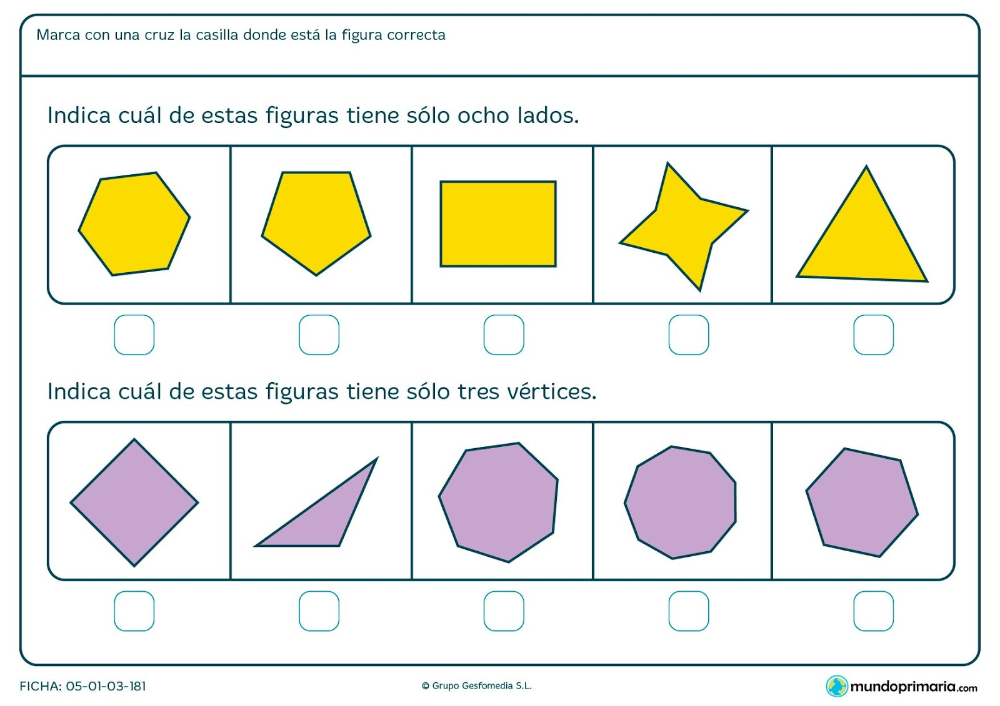 Marca con una cruz la casilla donde está la figura correcta
Indica cuál de estas figuras tiene sólo ocho lados.
Indica cuál de estas figuras tiene sólo tres vértices.
FICHA: 05-01-03-181
© Grupo Gesfomedia S.L.
mundoprimaria.com